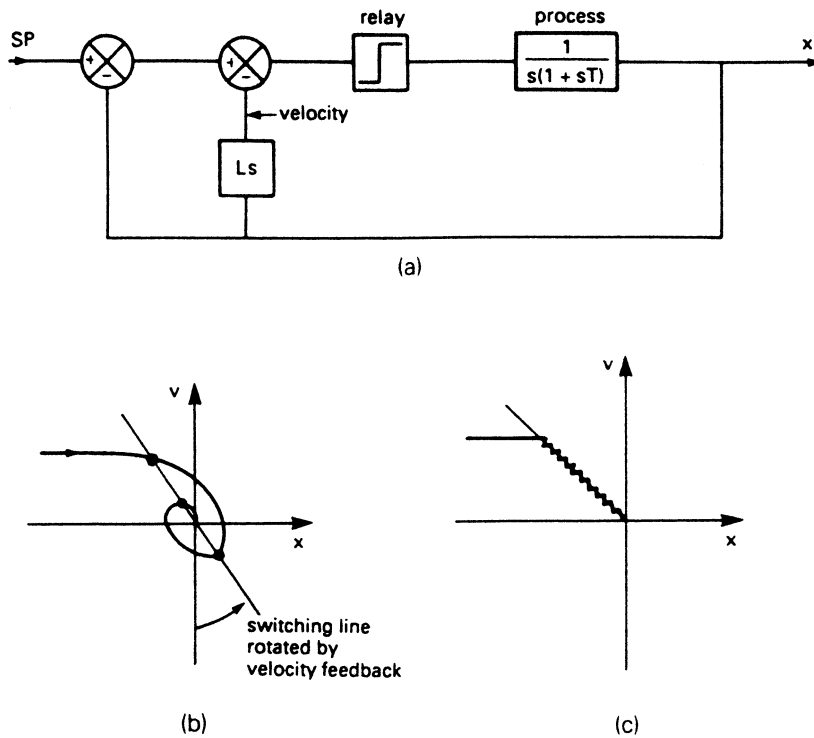 relay
process
SP
x
+
−
+
−
1
s(1 + sT)
velocity
Ls
(a)
v
x
switching line
rotated by
velocity feedback
(b)
v
x
(c)